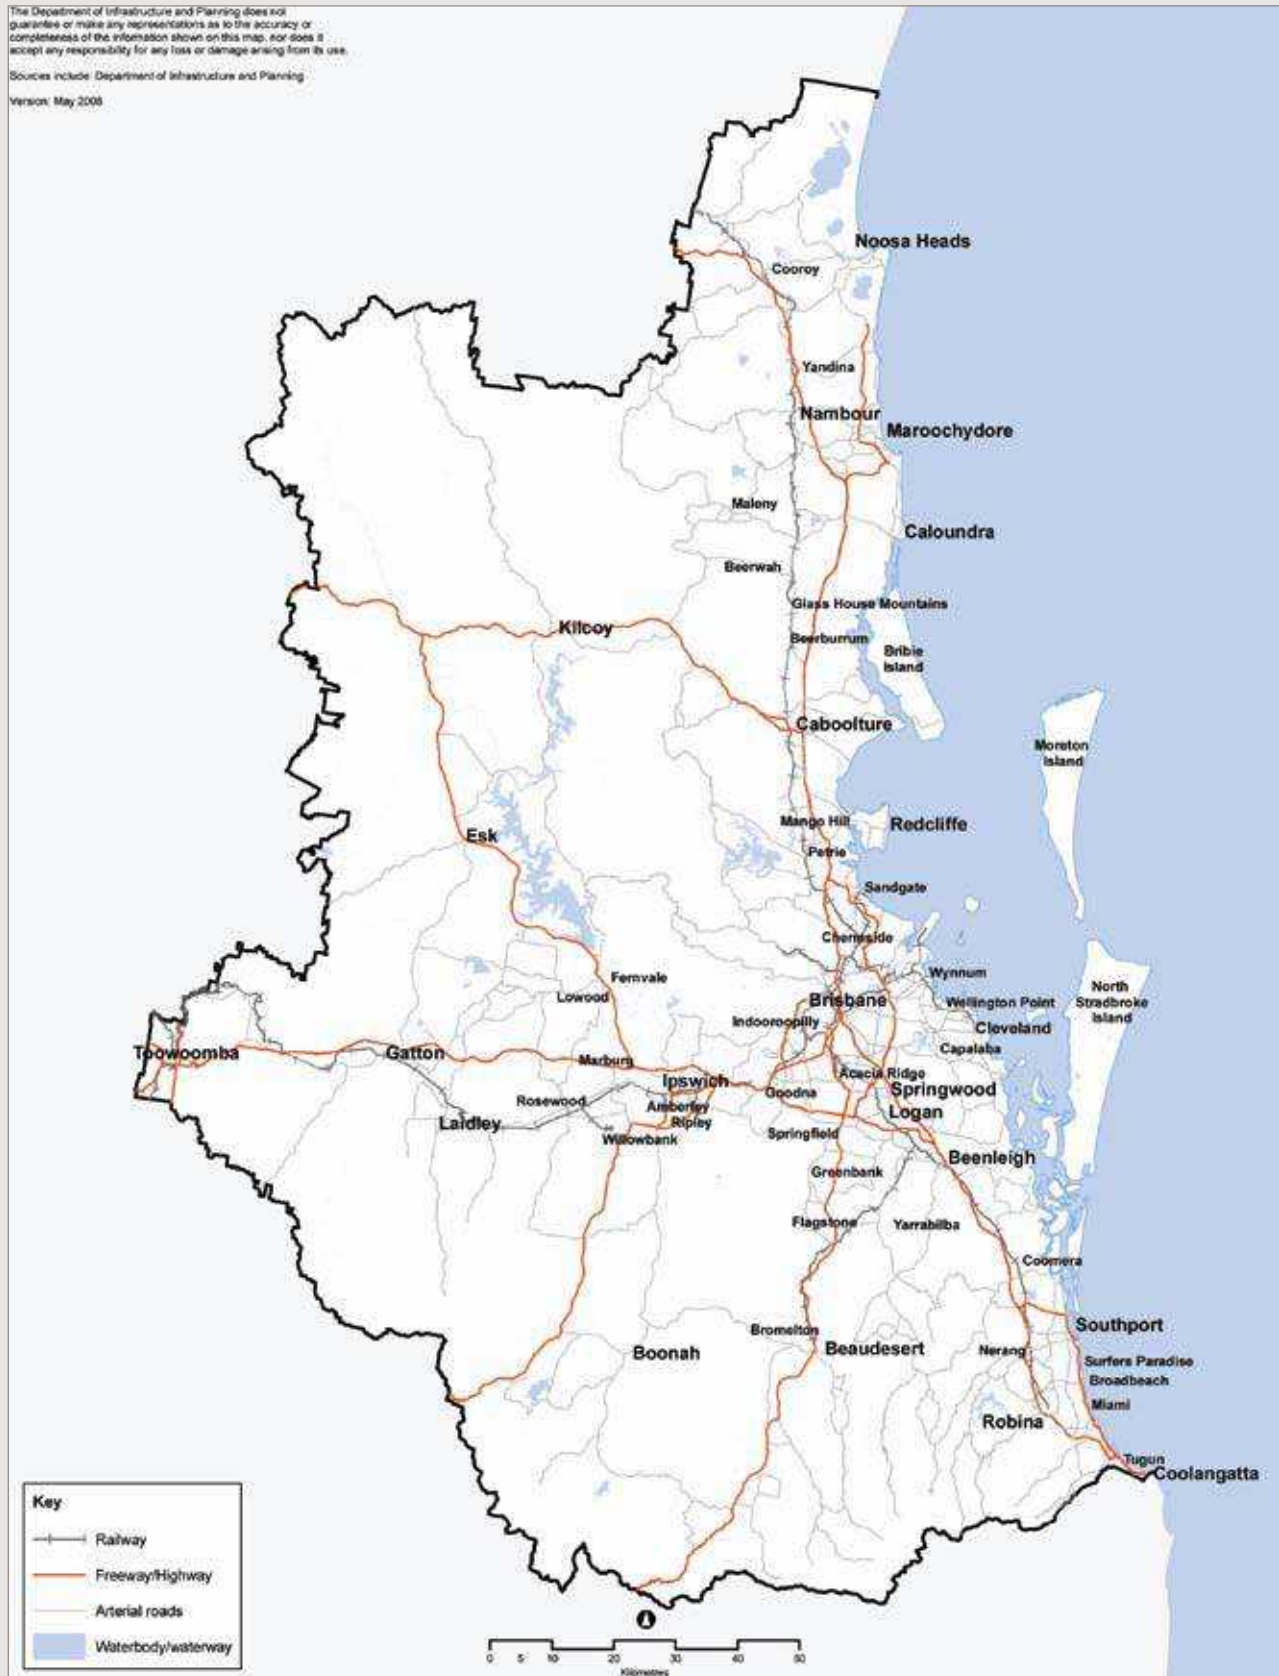 The Department of Infrastructure and Planning does not
guarantee or make any representations as to the accuracy or
completeness of the information shown on this map, nor does it
accept any responsibility for any loss or damage arising from its use.
Sources include: Department of Infrastructure and Planning
Version: May 2008
Noosa Heads
Cooroy
Yandina
Nambour
Maroochydore
Maleny
Caloundra
Beerwah
Glass House Mountains
Kilcoy
Beerburrum
Bribie
Island
Caboolture
Moreton
Island
Mango Hill
Redcliffe
Esk
Petrie
Sandgate
Chermside
Wynnum
Fernvale
Lowood
Brisbane
Wellington Point
North
Stradbroke
Island
Indooroopilly
Cleveland
Toowoomba
Gatton
Marburg
Capalaba
Ipswich
Acacia Ridge
Goodna
Springwood
Rosewood
Amberley
Logan
Laidley
Ripley
Willowbank
Springfield
Beenleigh
Greenbank
Flagstone
Yarrabilba
Coomera
Bromelton
Southport
Boonah
Beaudesert
Nerang
Surfers Paradise
Broadbeach
Miami
Robina
Tugun
Coolangatta
Key
Railway
Freeway/Highway
Arterial roads
Waterbody/waterway
0 5 10 20 30 40 50
Kilometres